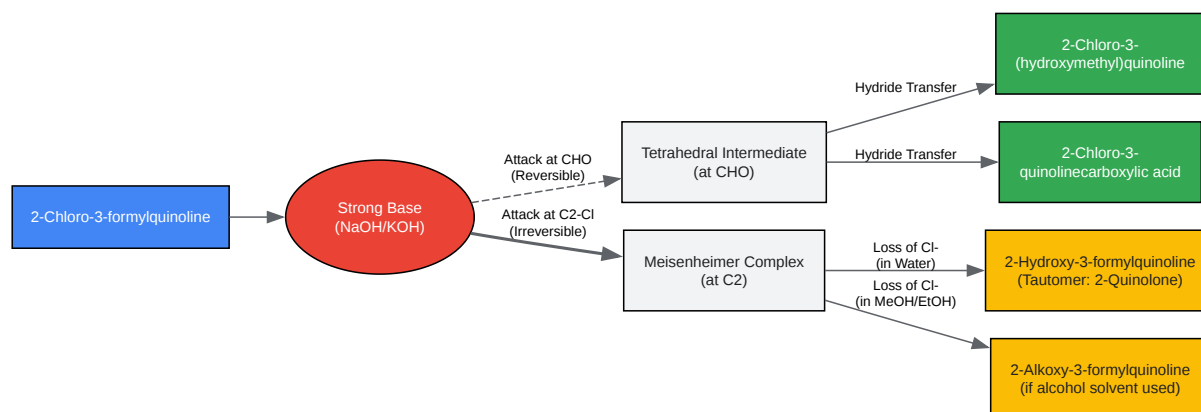 2-Chloro-3-formylquinoline
Strong Base
(NaOH/KOH)
Attack at CHO
(Reversible)
Attack at C2-Cl
(Irreversible)
Tetrahedral Intermediate
(at CHO)
Meisenheimer Complex
(at C2)
Hydride Transfer
Hydride Transfer
Loss of Cl-
(in Water)
Loss of Cl-
(in MeOH/EtOH)
2-Chloro-3-
(hydroxymethyl)quinoline
2-Chloro-3-
quinolinecarboxylic acid
2-Hydroxy-3-formylquinoline
(Tautomer: 2-Quinolone)
2-Alkoxy-3-formylquinoline
(if alcohol solvent used)